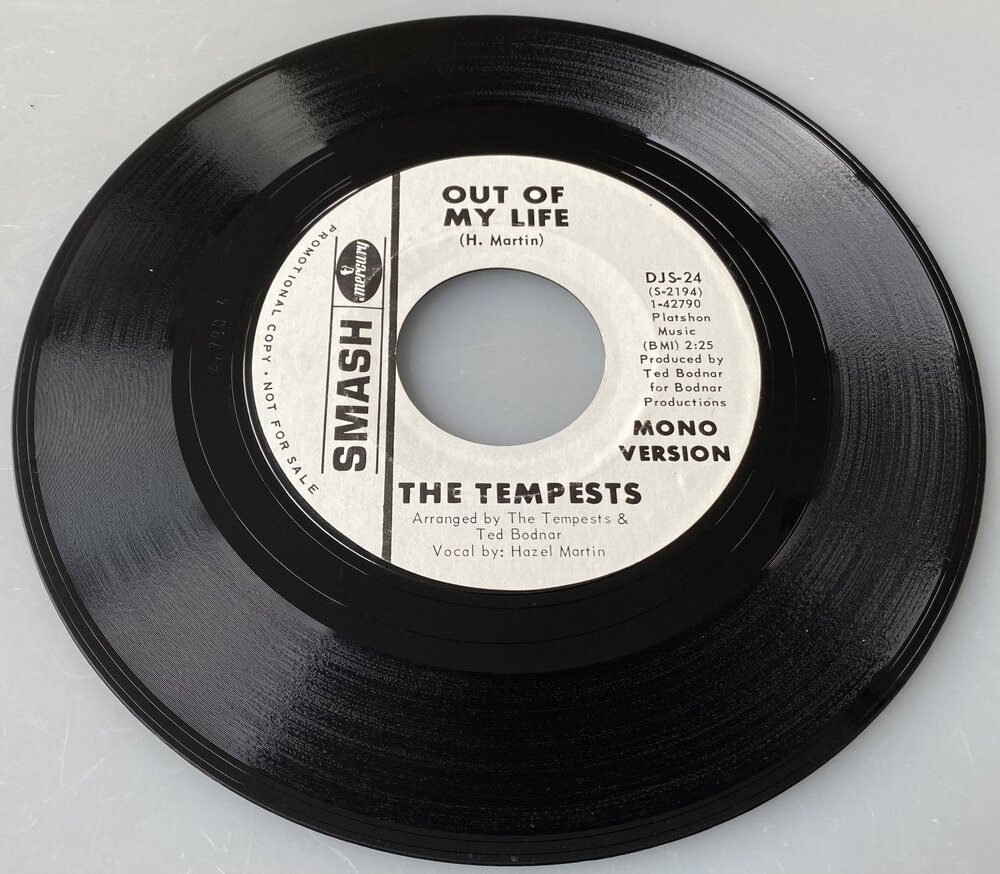 OUT OF
MY LIFE
(H. Martin)
PROMOTIONAL COPY • NOT FOR SALE
mercury
SMASH
DJS-24
(S-2194)
1-42790
Platshon
Music
(BMI) 2:25
Produced by
Ted Bodnar
for Bodnar
Productions
MONO
VERSION
THE TEMPESTS
Arranged by The Tempests &
Ted Bodnar
Vocal by: Hazel Martin